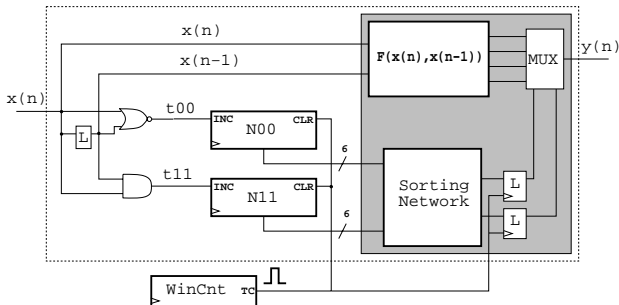 x(n)
x(n-1)
F(x(n),x(n-1))
MUX
y(n)
x(n)
L
t00
INC
CLR
N00
6
t11
INC
CLR
N11
6
Sorting
Network
L
L
WinCnt
TC